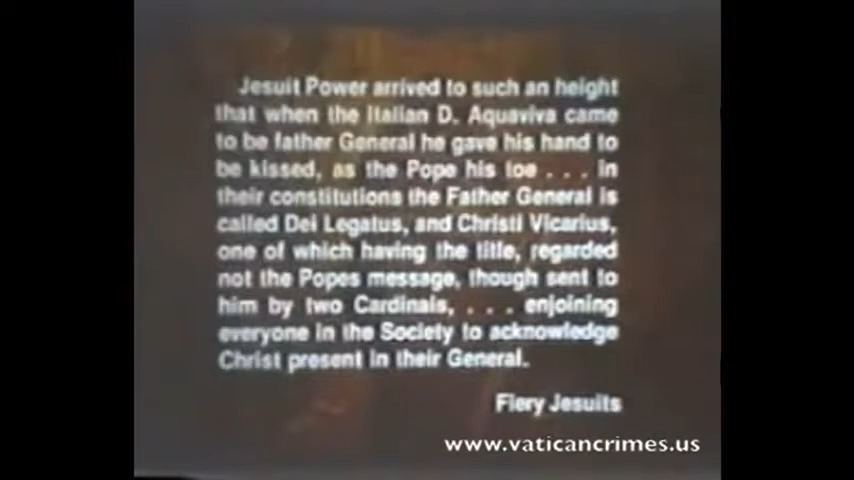 Jesuit Power arrived to such an height
that when the Italian D. Aquaviva came
to be father General he gave his hand to
be kissed, as the Pope his toe . . . in
their constitutions the Father General is
called Dei Legatus, and Christi Vicarius,
one of which having the title, regarded
not the Popes message, though sent to
him by two Cardinals, . . . enjoining
everyone in the Society to acknowledge
Christ present in their General.
Fiery Jesuits
www.vaticancrimes.us